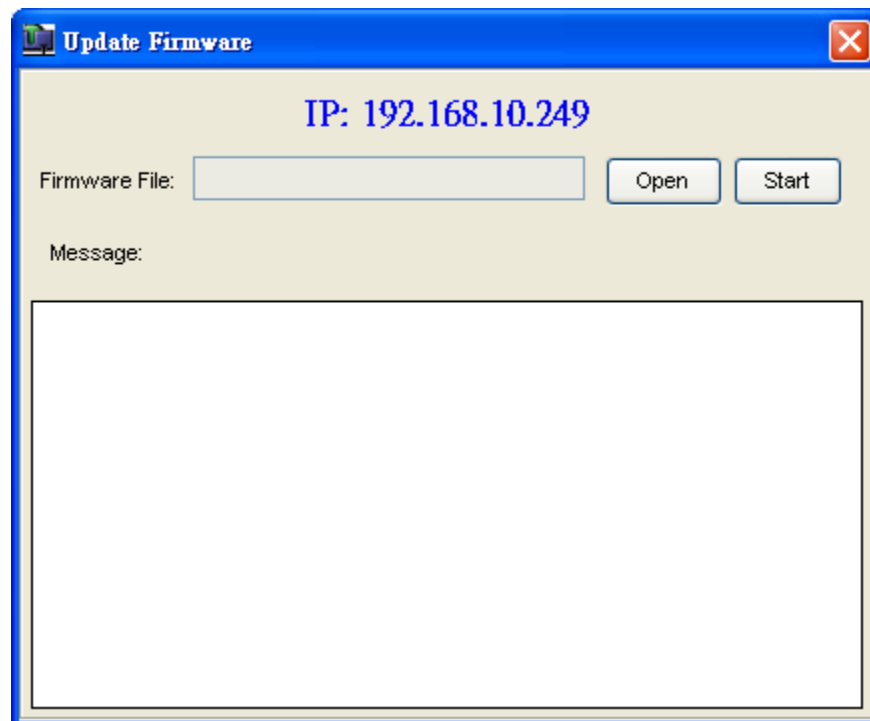 Update Firmware
IP: 192.168.10.249
Firmware File: Open Start
Message: